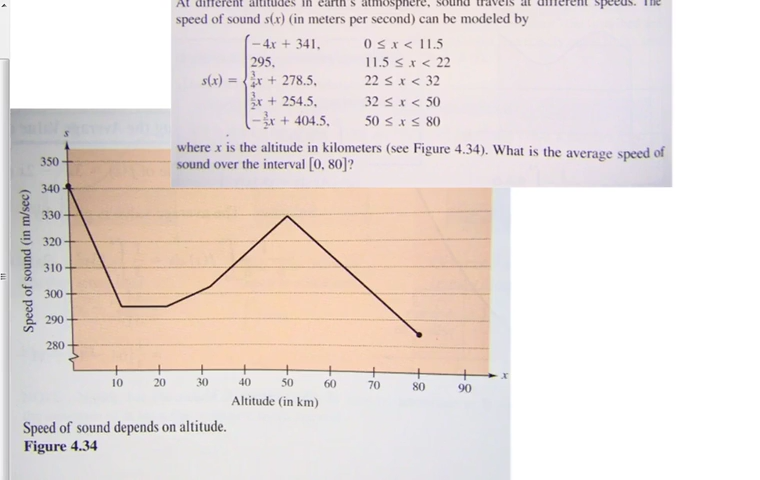 At different altitudes in earth's atmosphere, sound travels at different speeds. The
speed of sound s(x) (in meters per second) can be modeled by
s(x) = { −4x + 341, 0 ≤ x < 11.5
295, 11.5 ≤ x < 22
3/4x + 278.5, 22 ≤ x < 32
3/2x + 254.5, 32 ≤ x < 50
−3/2x + 404.5, 50 ≤ x ≤ 80
where x is the altitude in kilometers (see Figure 4.34). What is the average speed of
sound over the interval [0, 80]?
s
350
340
330
320
310
300
290
280
Speed of sound (in m/sec)
10 20 30 40 50 60 70 80 90 x
Altitude (in km)
Speed of sound depends on altitude.
Figure 4.34